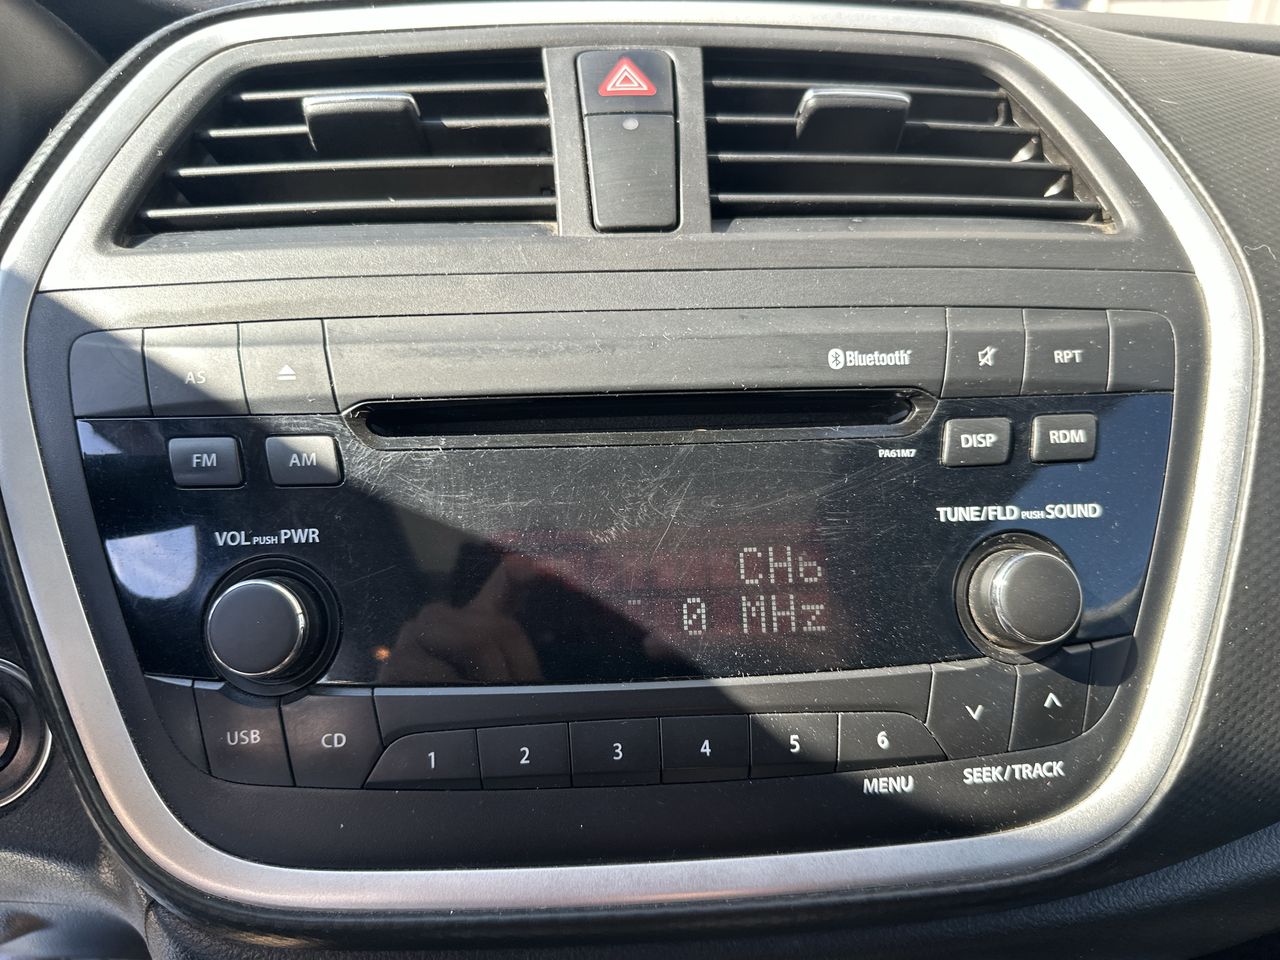 AS
Bluetooth
RPT
FM
AM
PA61M7
DISP
RDM
VOL PUSH PWR
TUNE/FLD PUSH SOUND
CH6
0 MHz
USB
CD
1
2
3
4
5
6
MENU
SEEK/TRACK